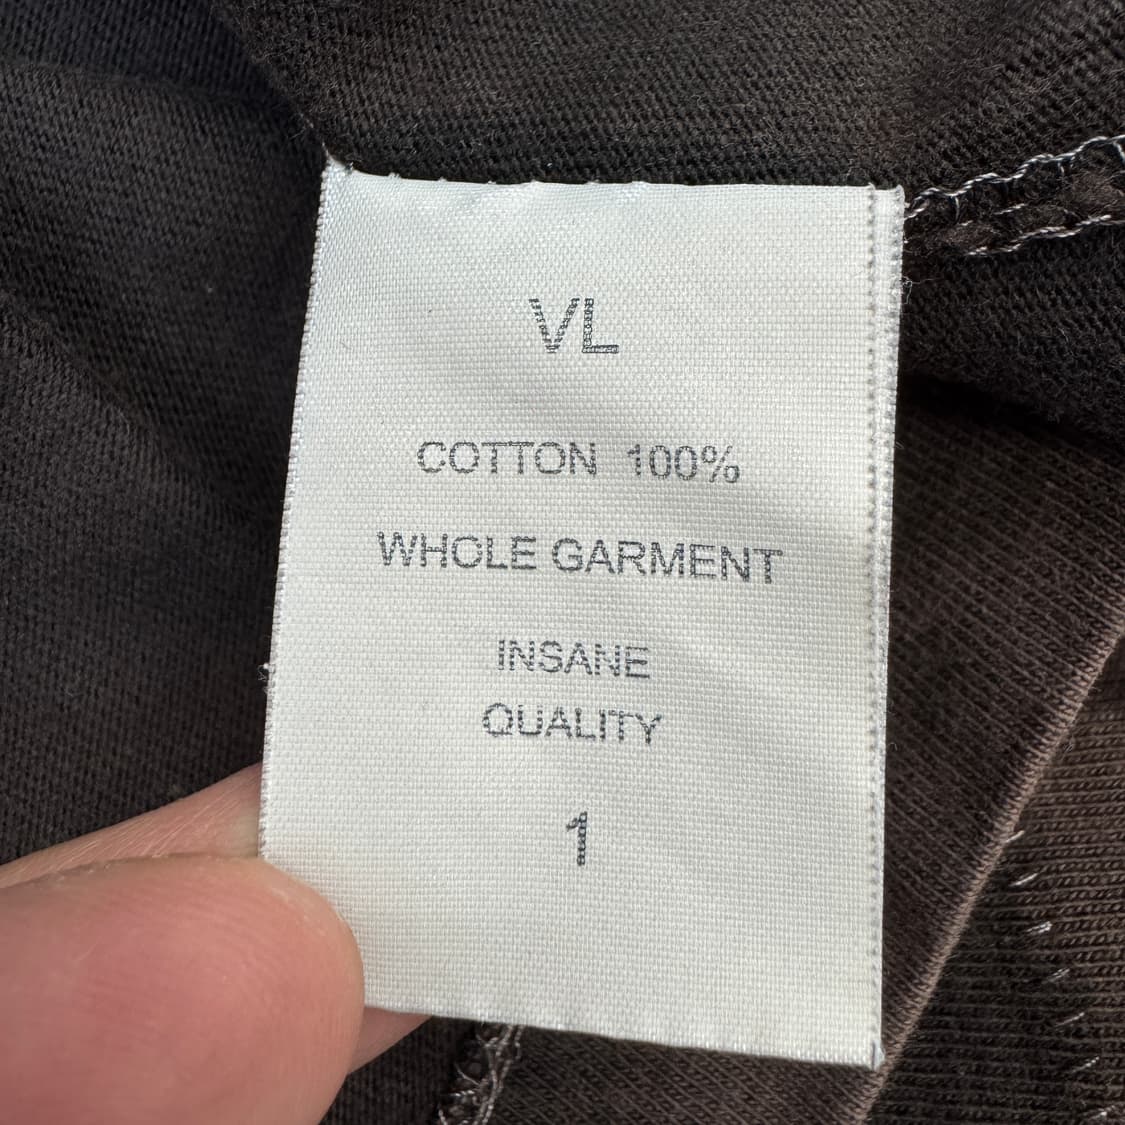 VL
COTTON 100%
WHOLE GARMENT
INSANE
QUALITY
1